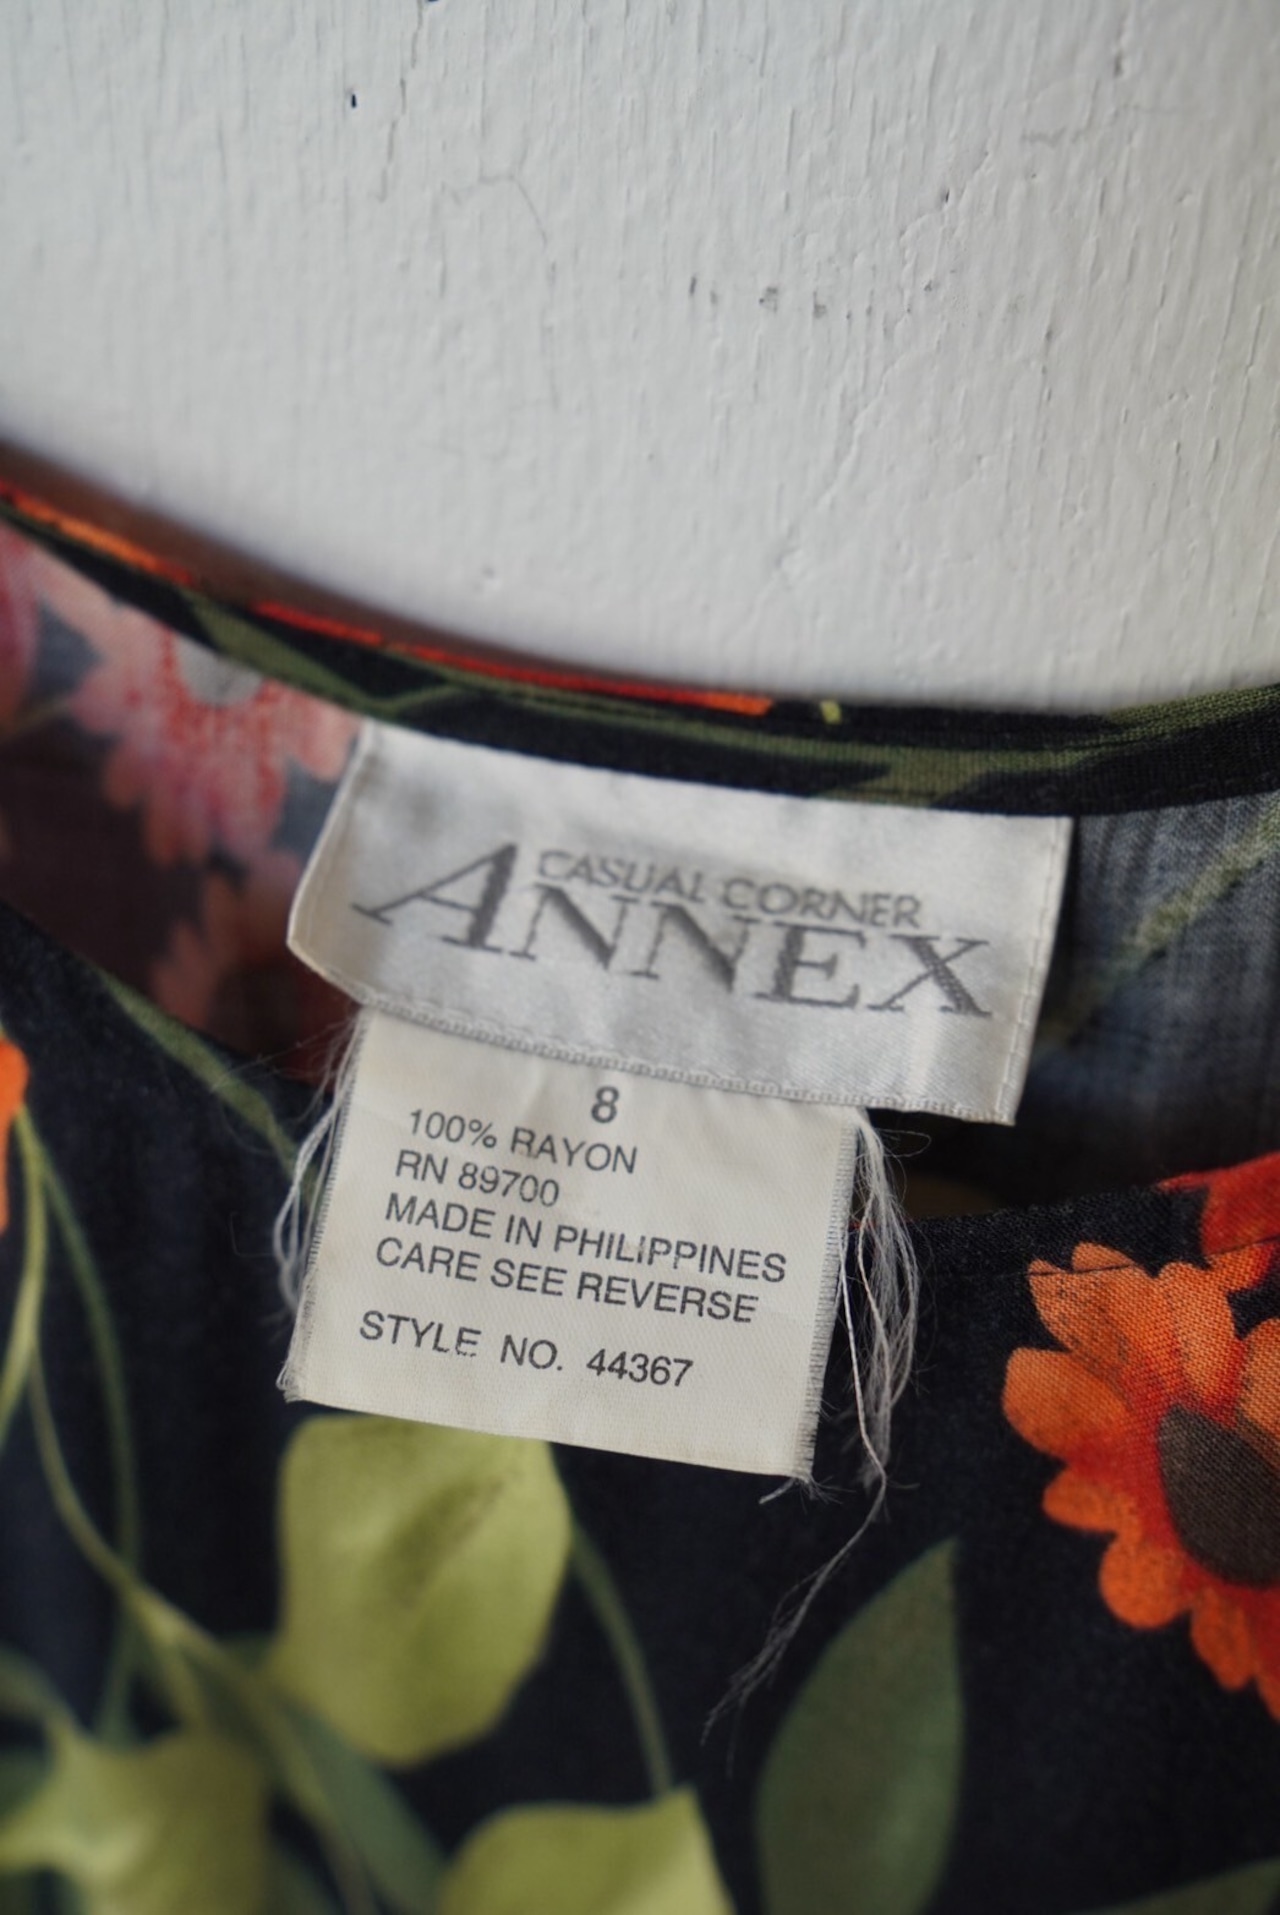 CASUAL CORNER
ANNEX
8
100% RAYON
RN 89700
MADE IN PHILIPPINES
CARE SEE REVERSE
STYLE NO. 44367